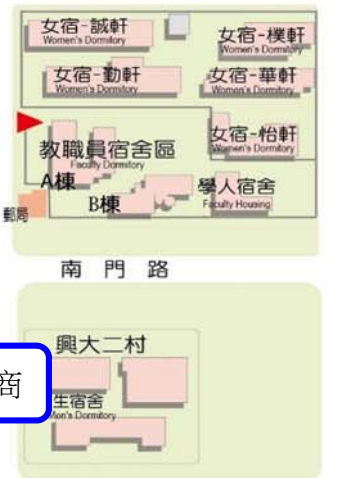 女宿-誠軒
Women's Dormitory
女宿-樸軒
Women's Dormitory
女宿-勤軒
Women's Dormitory
女宿-華軒
Women's Dormitory
女宿-怡軒
Women's Dormitory
教職員宿舍區
Faculty Dormitory
A棟
B棟
學人宿舍
Faculty Housing
郵局
南門路
興大二村
商
生宿舍
Men's Dormitory